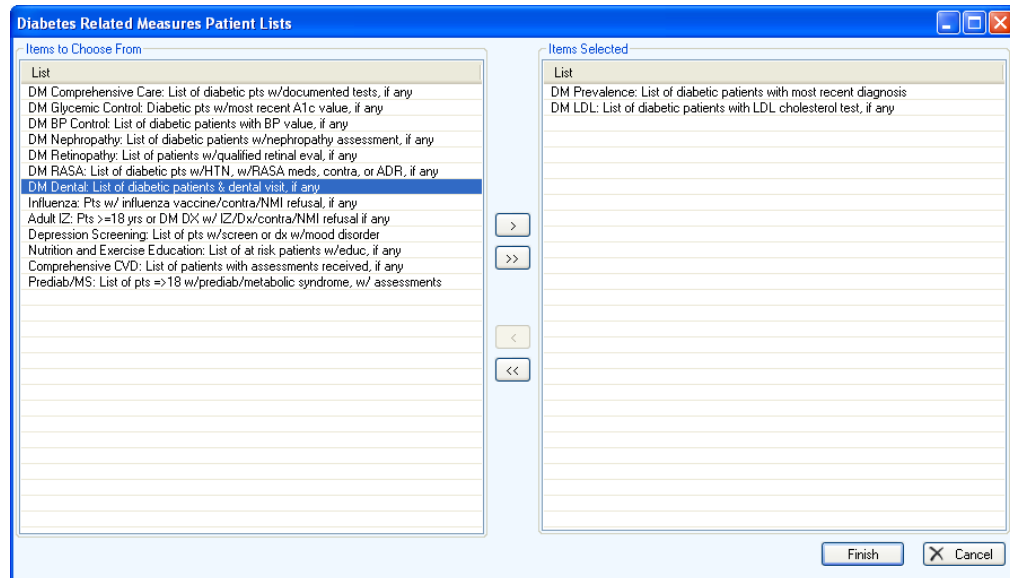 Diabetes Related Measures Patient Lists
Items to Choose From
List
DM Comprehensive Care: List of diabetic pts w/documented tests, if any
DM Glycemic Control: Diabetic pts w/most recent A1c value, if any
DM BP Control: List of diabetic patients with BP value, if any
DM Nephropathy: List of diabetic patients w/nephropathy assessment, if any
DM Retinopathy: List of patients w/qualified retinal eval, if any
DM RASA: List of diabetic pts w/HTN, w/RASA meds, contra, or ADR, if any
DM Dental: List of diabetic patients & dental visit, if any
Influenza: Pts w/ influenza vaccine/contra/NMI refusal, if any
Adult IZ: Pts >=18 yrs or DM DX w/ IZ/Dx/contra/NMI refusal if any
Depression Screening: List of pts w/screen or dx w/mood disorder
Nutrition and Exercise Education: List of at risk patients w/educ, if any
Comprehensive CVD: List of patients with assessments received, if any
Prediab/MS: List of pts =>18 w/prediab/metabolic syndrome, w/ assessments
>
>>
<
<<
Items Selected
List
DM Prevalence: List of diabetic patients with most recent diagnosis
DM LDL: List of diabetic patients with LDL cholesterol test, if any
Finish
Cancel